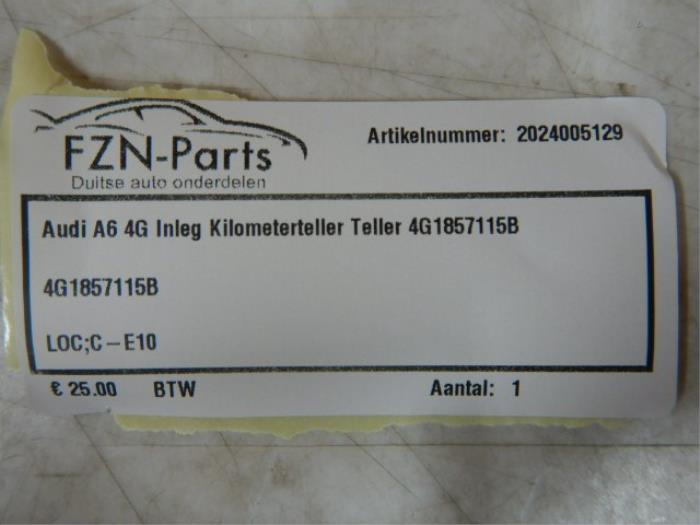 FZN-Parts
Duitse auto onderdelen
Artikelnummer: 2024005129
Audi A6 4G Inleg Kilometerteller Teller 4G1857115B
4G1857115B
LOC;C-E10
€ 25.00 BTW Aantal: 1